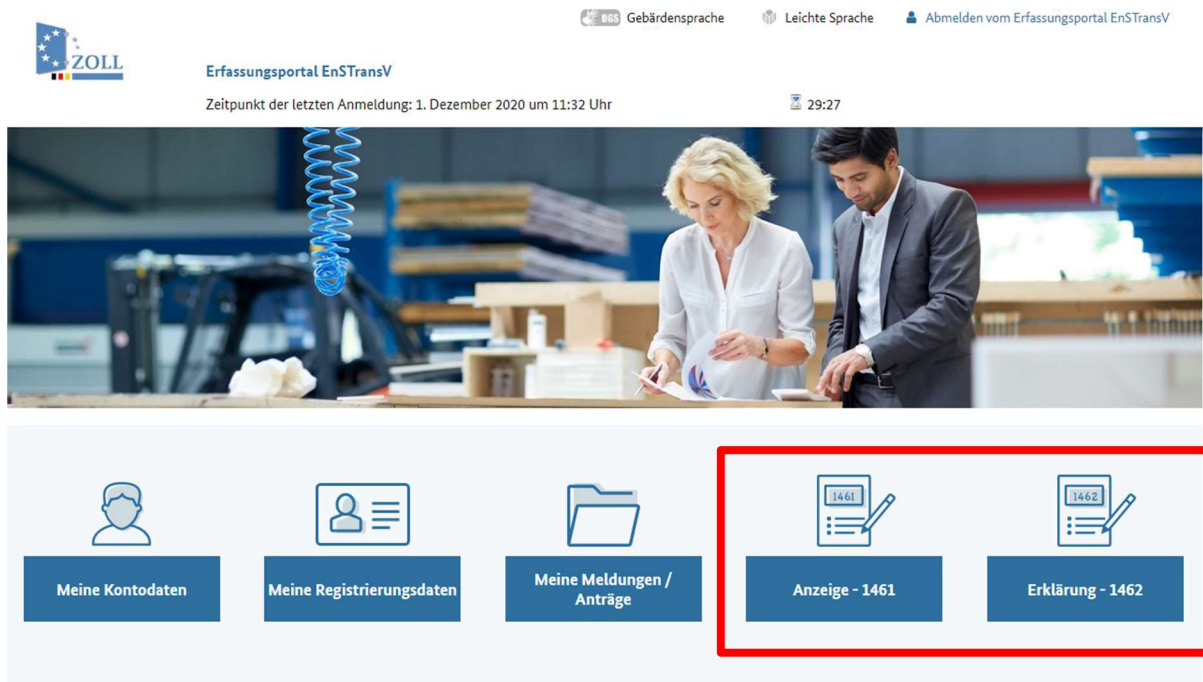 DGS Gebärdensprache
Leichte Sprache
Abmelden vom Erfassungsportal EnSTransV
ZOLL
Erfassungsportal EnSTransV
Zeitpunkt der letzten Anmeldung: 1. Dezember 2020 um 11:32 Uhr
29:27
1461
1462
Meine Kontodaten
Meine Registrierungsdaten
Meine Meldungen /
Anträge
Anzeige - 1461
Erklärung - 1462